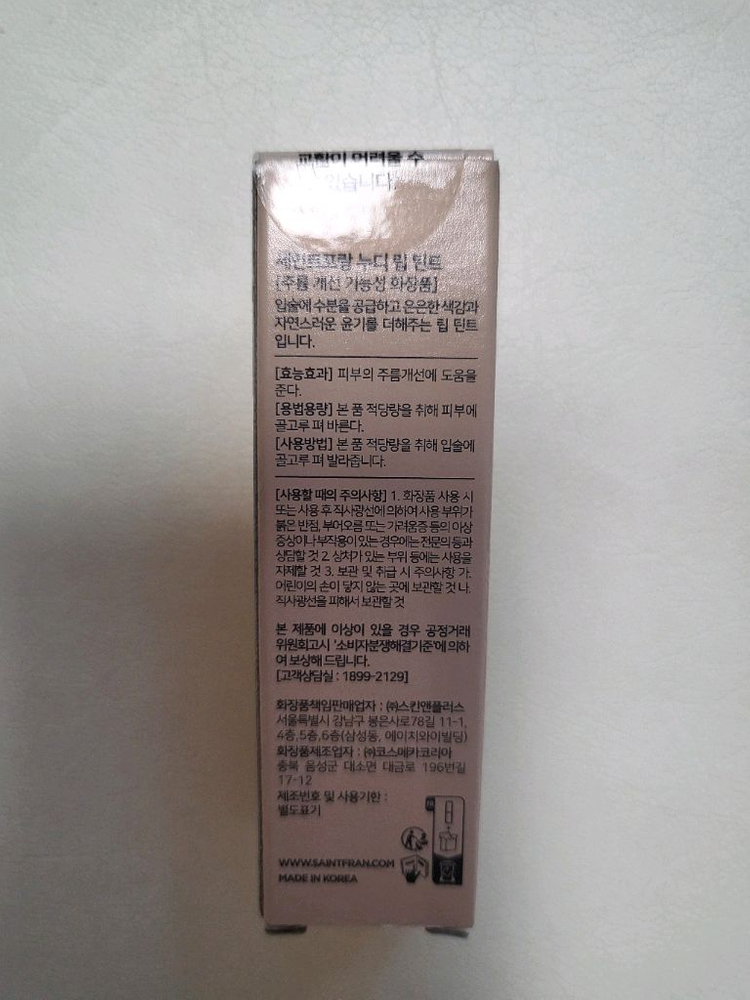 교환이 어려울 수
있습니다.
세인트프랑 누디 립 틴트
[주름 개선 기능성 화장품]
입술에 수분을 공급하고 은은한 색감과
자연스러운 윤기를 더해주는 립 틴트
입니다.
[효능효과] 피부의 주름개선에 도움을
준다.
[용법용량] 본 품 적당량을 취해 피부에
골고루 펴 바른다.
[사용방법] 본 품 적당량을 취해 입술에
골고루 펴 발라줍니다.
[사용할 때의 주의사항] 1. 화장품 사용 시
또는 사용 후 직사광선에 의하여 사용 부위가
붉은 반점, 부어오름 또는 가려움증 등의 이상
증상이나 부작용이 있는 경우에는 전문의 등과
상담할 것 2. 상처가 있는 부위 등에는 사용을
자제할 것 3. 보관 및 취급 시 주의사항 가.
어린이의 손이 닿지 않는 곳에 보관할 것 나.
직사광선을 피해서 보관할 것
본 제품에 이상이 있을 경우 공정거래
위원회고시 '소비자분쟁해결기준'에 의하
여 보상해 드립니다.
[고객상담실 : 1899-2129]
화장품책임판매업자 : ㈜스킨앤플러스
서울특별시 강남구 봉은사로78길 11-1,
4층,5층,6층(삼성동, 에이치와이빌딩)
화장품제조업자 : ㈜코스메카코리아
충북 음성군 대소면 대금로 196번길
17-12
제조번호 및 사용기한 :
별도표기
WWW.SAINTFRAN.COM
MADE IN KOREA